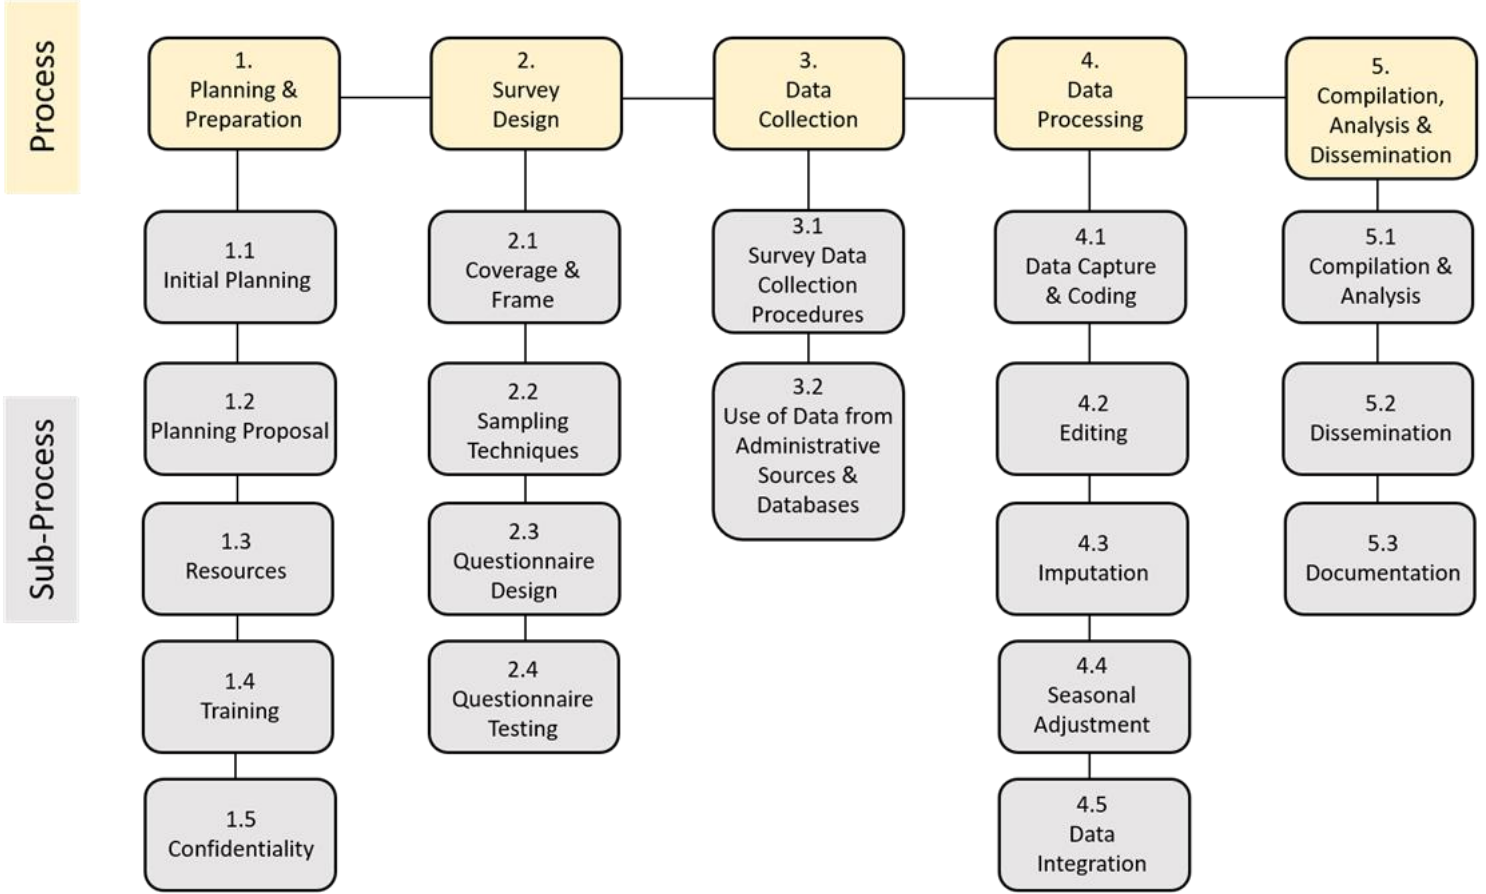 Process
1.
Planning &
Preparation
2.
Survey
Design
3.
Data
Collection
4.
Data
Processing
5.
Compilation,
Analysis &
Dissemination
Sub-Process
1.1
Initial Planning
1.2
Planning Proposal
1.3
Resources
1.4
Training
1.5
Confidentiality
2.1
Coverage &
Frame
2.2
Sampling
Techniques
2.3
Questionnaire
Design
2.4
Questionnaire
Testing
3.1
Survey Data
Collection
Procedures
3.2
Use of Data from
Administrative
Sources &
Databases
4.1
Data Capture
& Coding
4.2
Editing
4.3
Imputation
4.4
Seasonal
Adjustment
4.5
Data
Integration
5.1
Compilation &
Analysis
5.2
Dissemination
5.3
Documentation